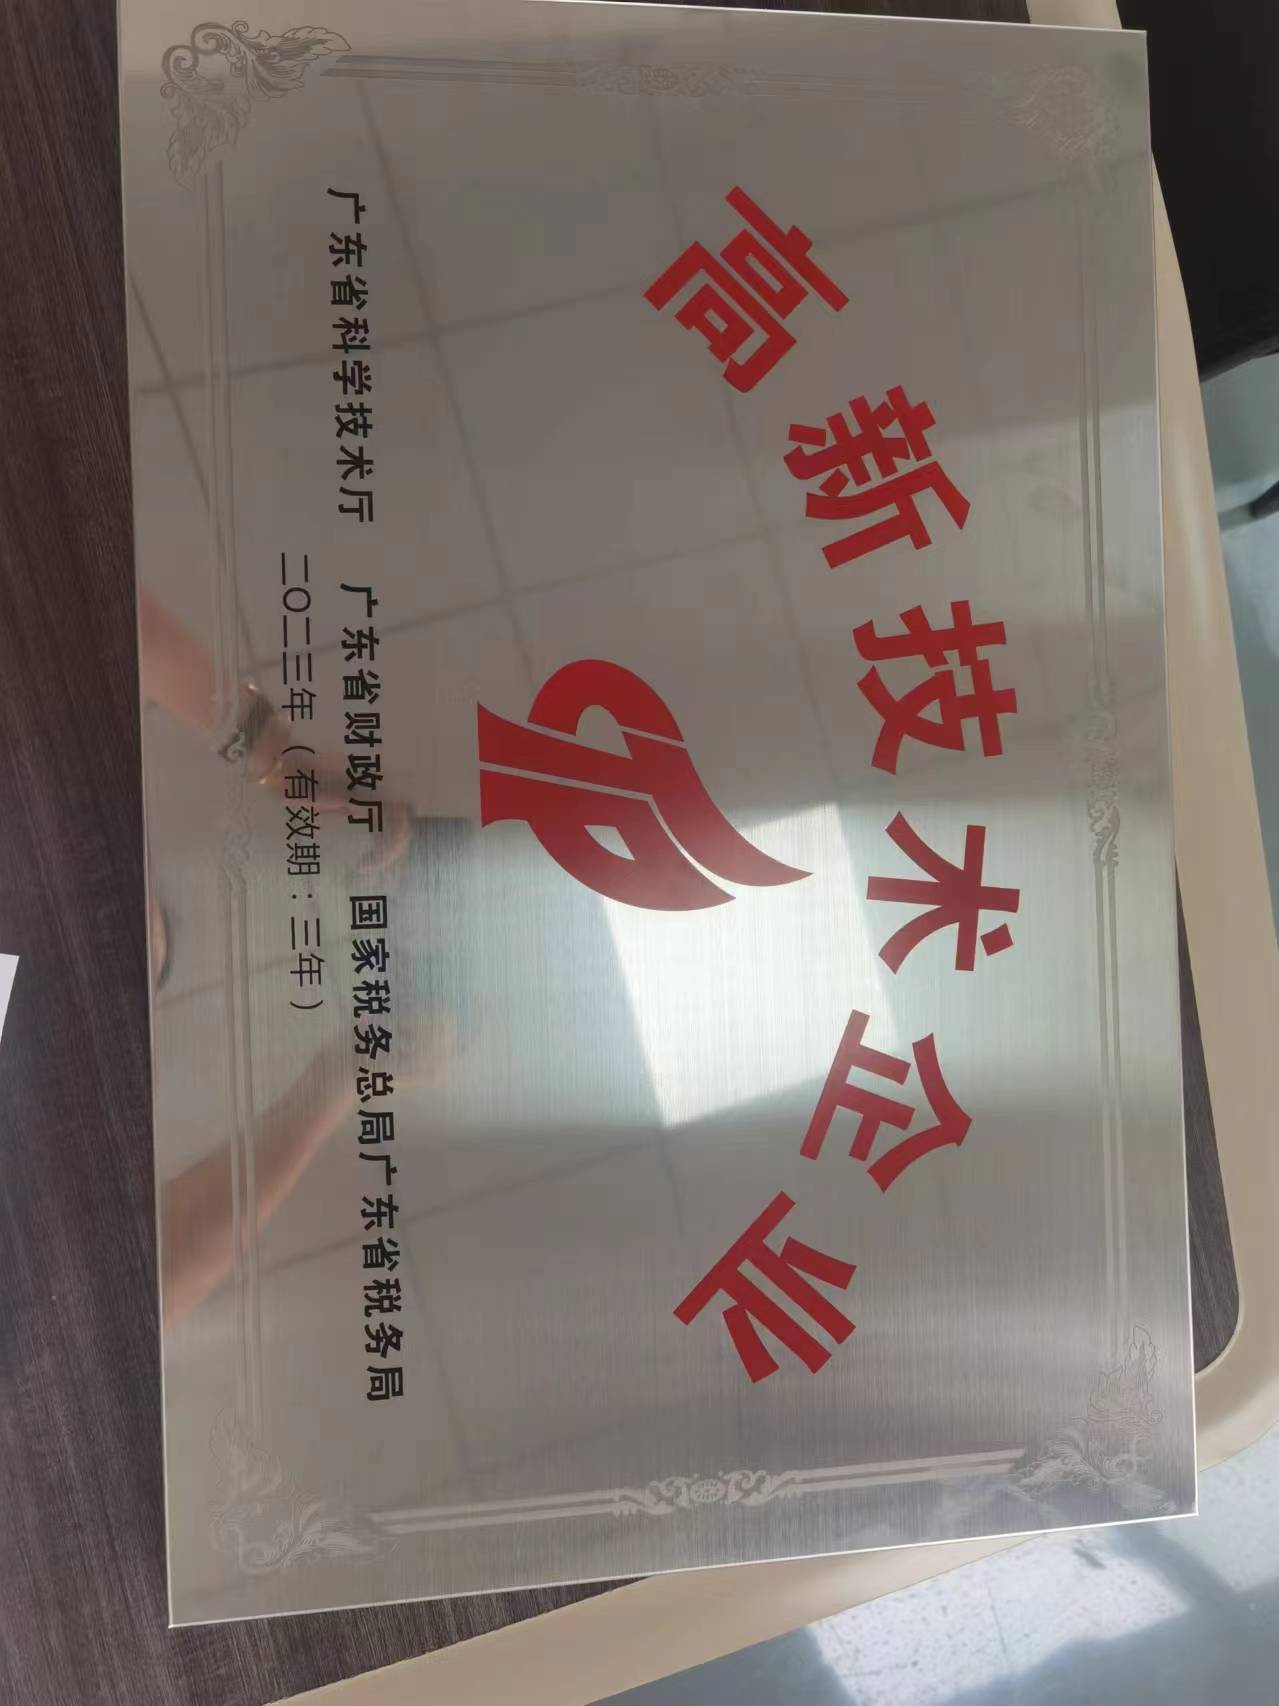 高新技术企业
广东省科学技术厅 广东省财政厅 国家税务总局广东省税务局
二〇二三年（有效期：三年）